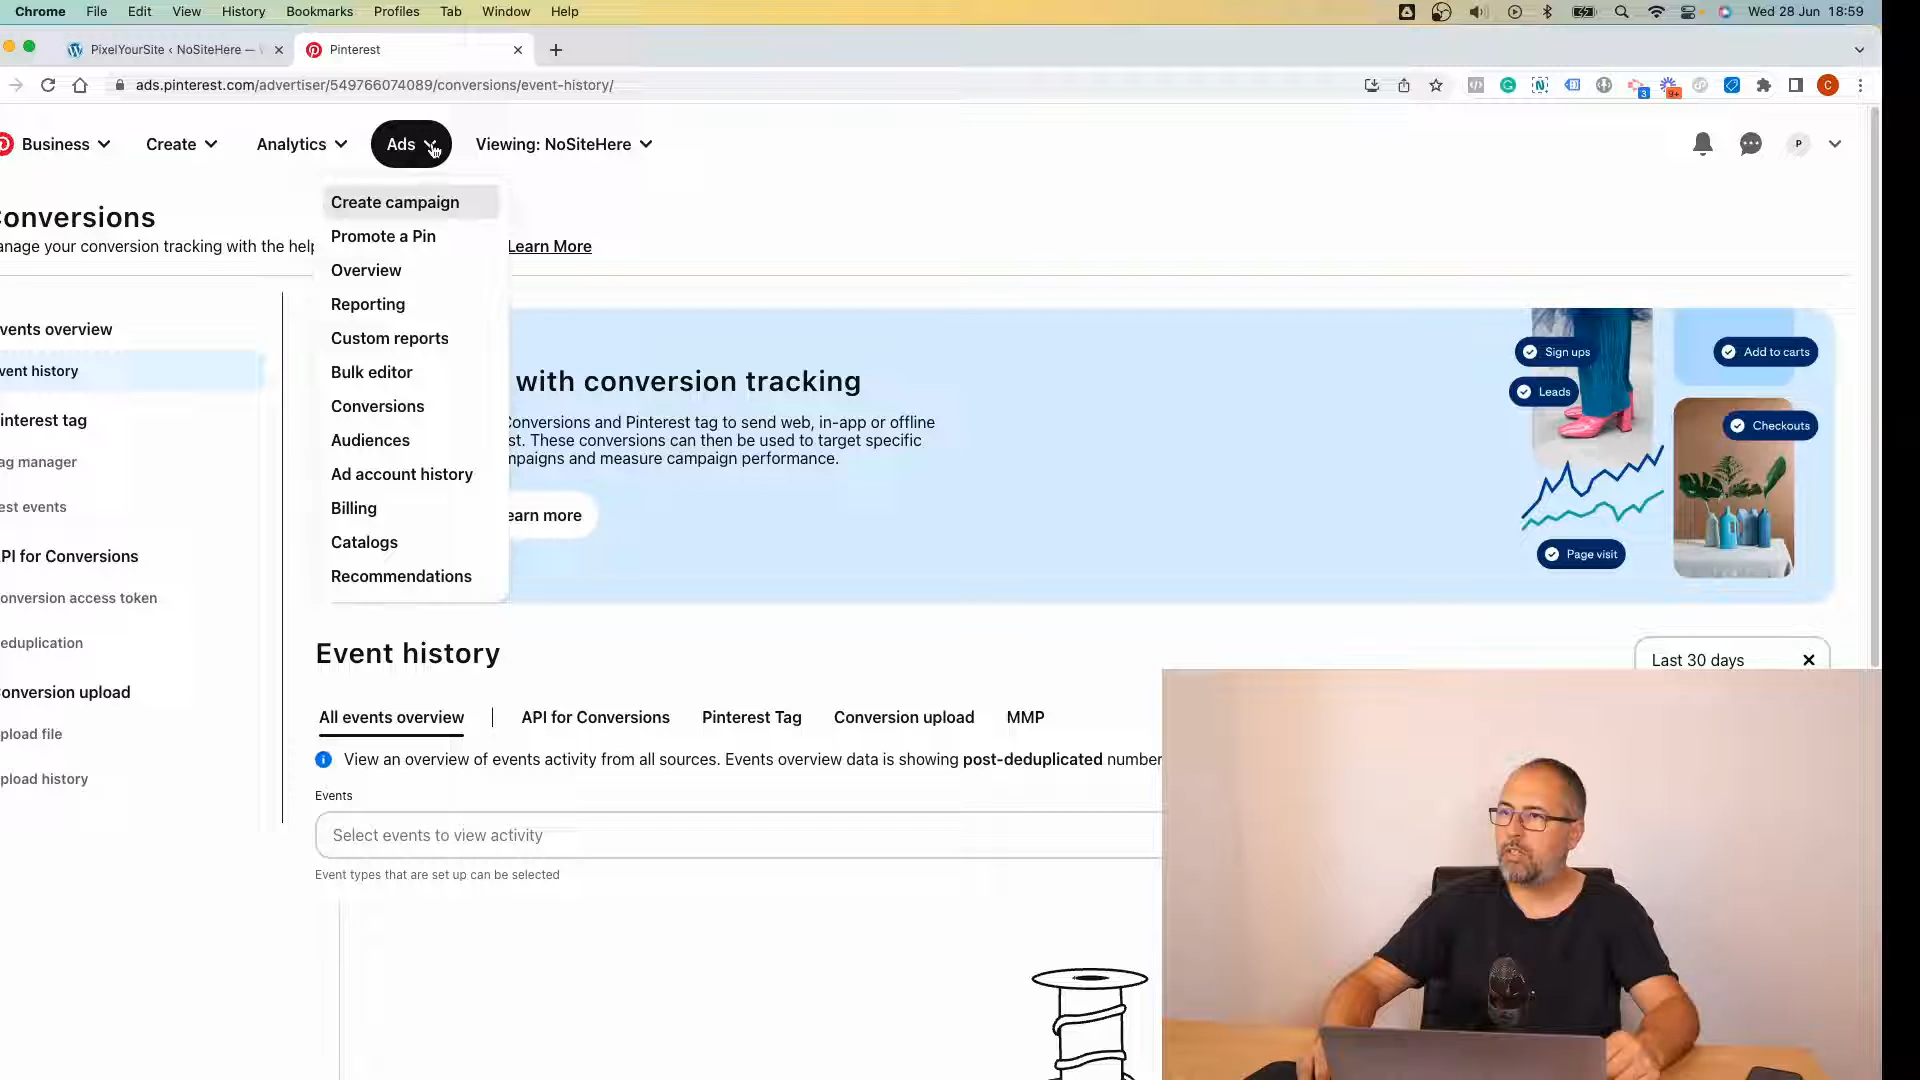 Chrome File Edit View History Bookmarks Profiles Tab Window Help Wed 28 Jun 18:59
PixelYourSite ‹ NoSiteHere — Pinterest
ads.pinterest.com/advertiser/549766074089/conversions/event-history/
3 9+ C
Business Create Analytics Ads Viewing: NoSiteHere P
onversions
anage your conversion tracking with the help Learn More
Create campaign
Promote a Pin
Overview
Reporting
Custom reports
Bulk editor
Conversions
Audiences
Ad account history
Billing
Catalogs
Recommendations
vents overview
vent history
interest tag
ag manager
est events
PI for Conversions
onversion access token
eduplication
onversion upload
pload file
pload history
with conversion tracking
Conversions and Pinterest tag to send web, in-app or offline
st. These conversions can then be used to target specific
mpaigns and measure campaign performance.
earn more
Sign ups
Leads
Add to carts
Checkouts
Page visit
Event history
Last 30 days
All events overview API for Conversions Pinterest Tag Conversion upload MMP
View an overview of events activity from all sources. Events overview data is showing post-deduplicated number
Events
Select events to view activity
Event types that are set up can be selected